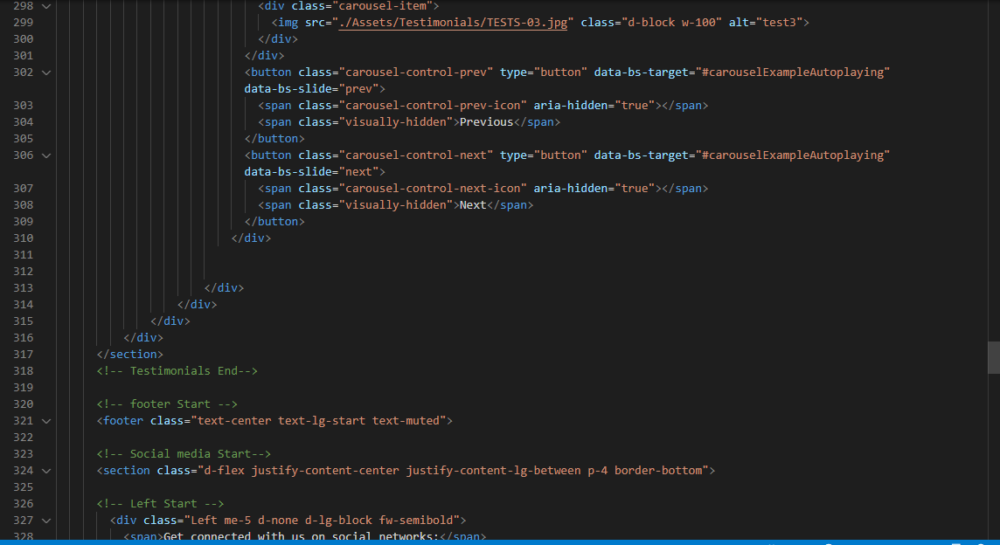 298 <div class="carousel-item">
299 <img src="./Assets/Testimonials/TESTS-03.jpg" class="d-block w-100" alt="test3">
300 </div>
301 </div>
302 <button class="carousel-control-prev" type="button" data-bs-target="#carouselExampleAutoplaying"
data-bs-slide="prev">
303 <span class="carousel-control-prev-icon" aria-hidden="true"></span>
304 <span class="visually-hidden">Previous</span>
305 </button>
306 <button class="carousel-control-next" type="button" data-bs-target="#carouselExampleAutoplaying"
data-bs-slide="next">
307 <span class="carousel-control-next-icon" aria-hidden="true"></span>
308 <span class="visually-hidden">Next</span>
309 </button>
310 </div>
311
312
313 </div>
314 </div>
315 </div>
316 </div>
317 </section>
318 <!-- Testimonials End-->
319
320 <!-- footer Start -->
321 <footer class="text-center text-lg-start text-muted">
322
323 <!-- Social media Start-->
324 <section class="d-flex justify-content-center justify-content-lg-between p-4 border-bottom">
325
326 <!-- Left Start -->
327 <div class="Left me-5 d-none d-lg-block fw-semibold">
328 <span>Get connected with us on social networks:</span>